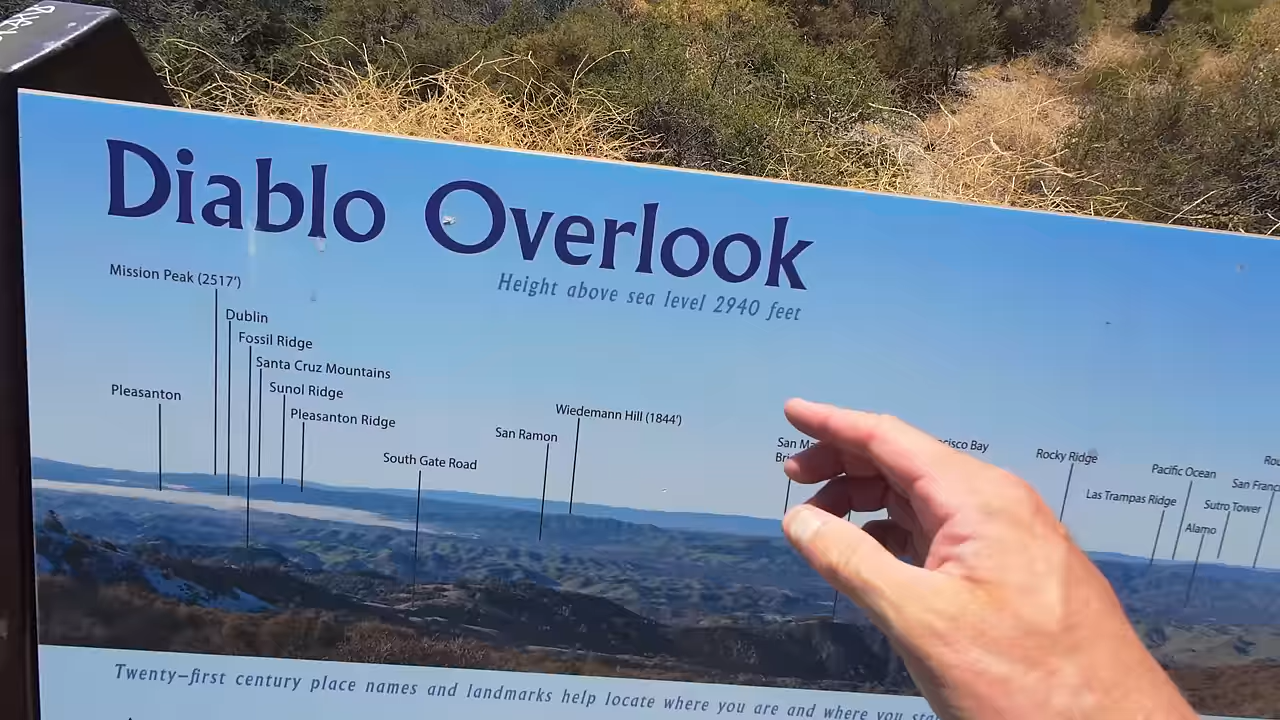 Diablo Overlook
Height above sea level 2940 feet
Mission Peak (2517')
Dublin
Fossil Ridge
Santa Cruz Mountains
Sunol Ridge
Pleasanton
Pleasanton Ridge
South Gate Road
San Ramon
Wiedemann Hill (1844')
San
Bay
Rocky Ridge
Pacific Ocean
Las Trampas Ridge
Sutro Tower
Alamo
Twenty–first century place names and landmarks help locate where you are and where you